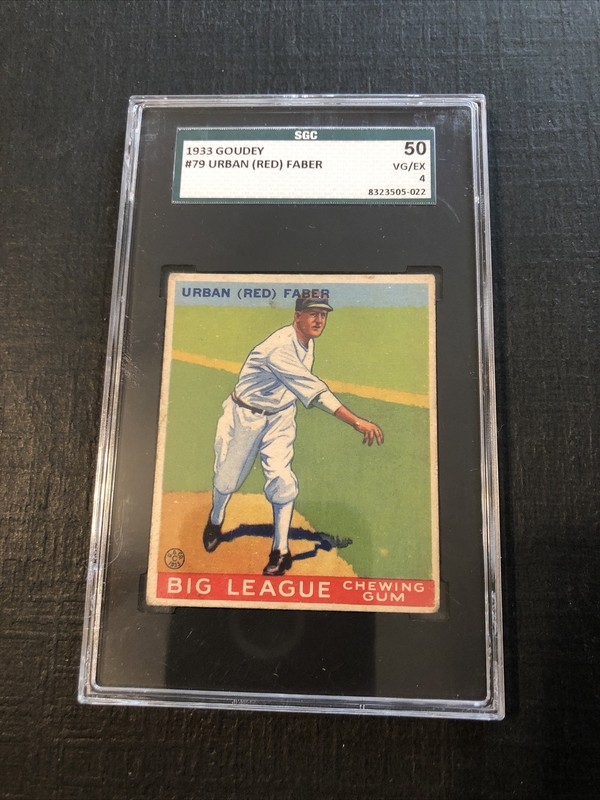 SGC
1933 GOUDEY
50
#79 URBAN (RED) FABER
VG/EX
4
8323505-022
URBAN (RED) FABER
BIG LEAGUE CHEWING GUM